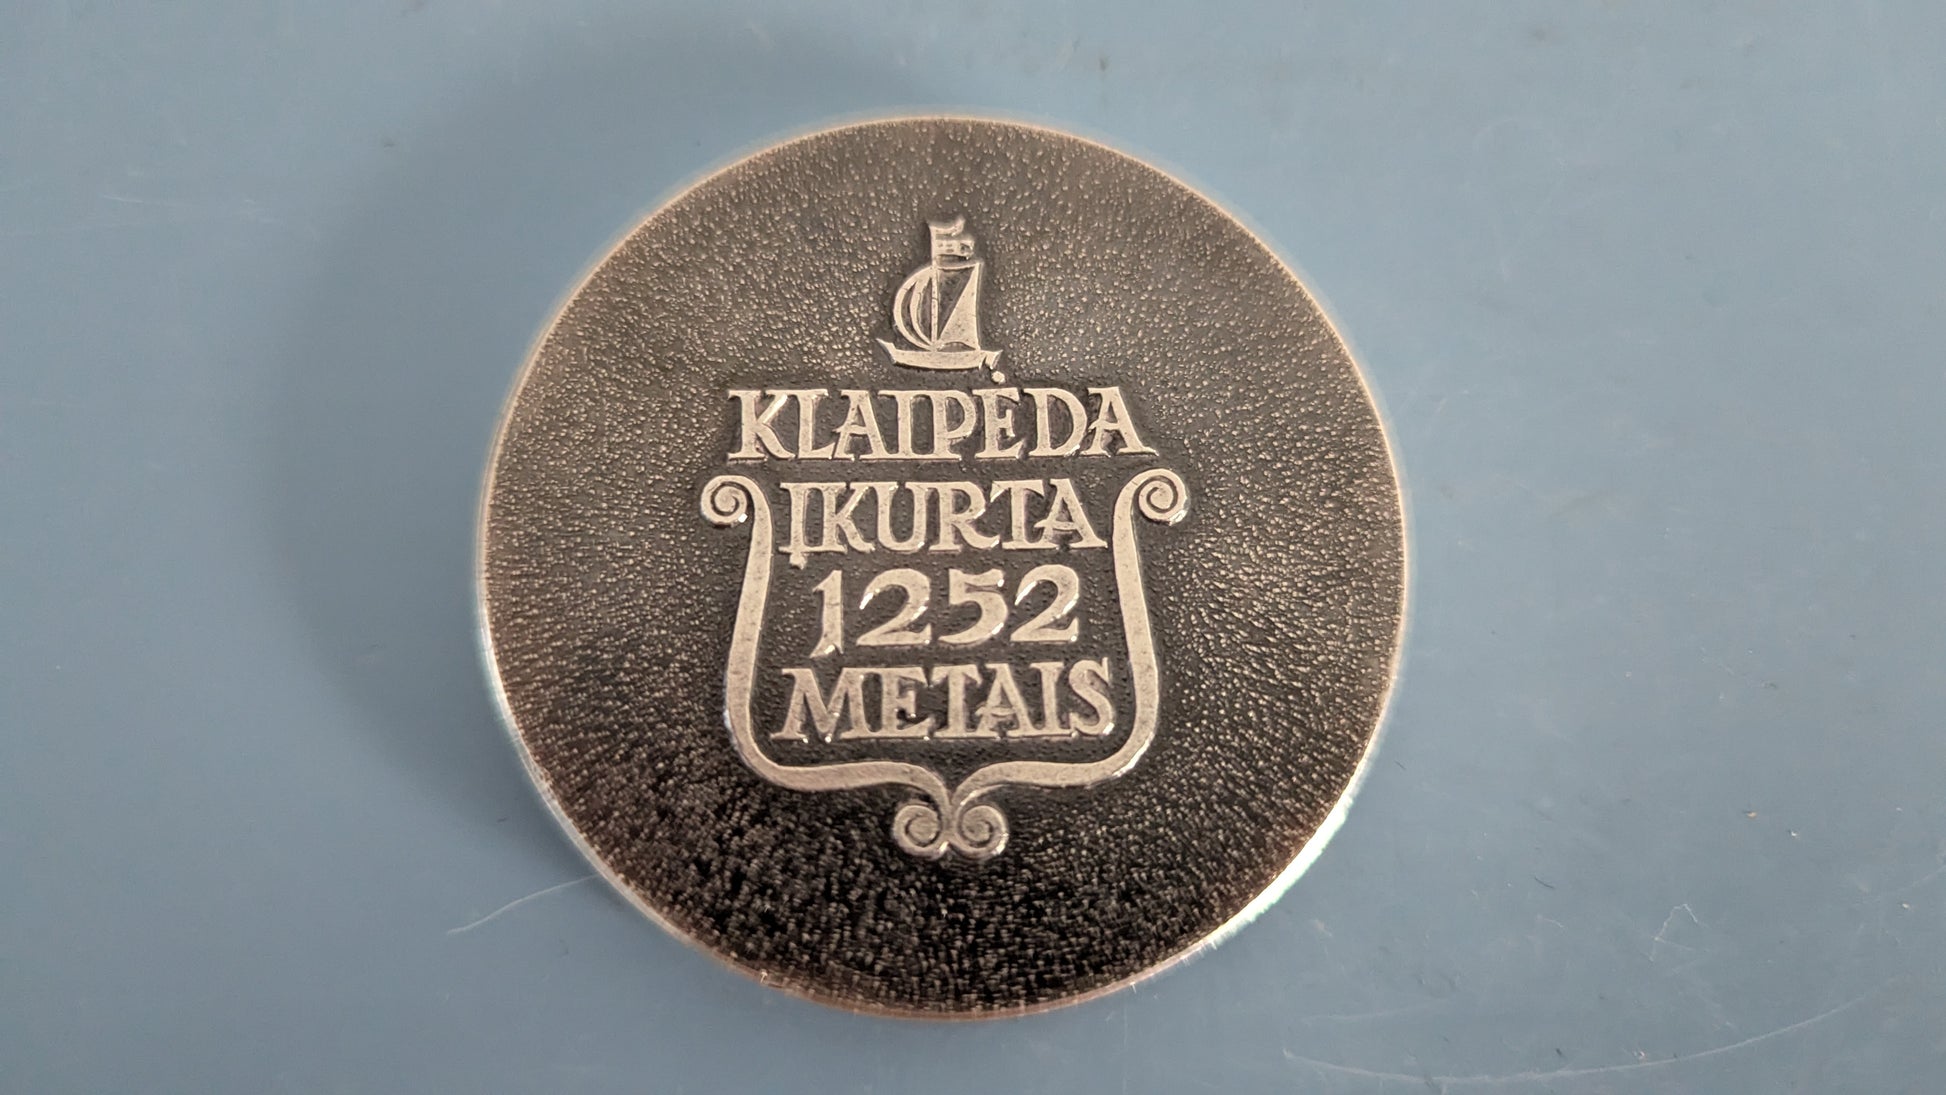 KLAIPĖDA
ĮKURTA
1252
METAIS